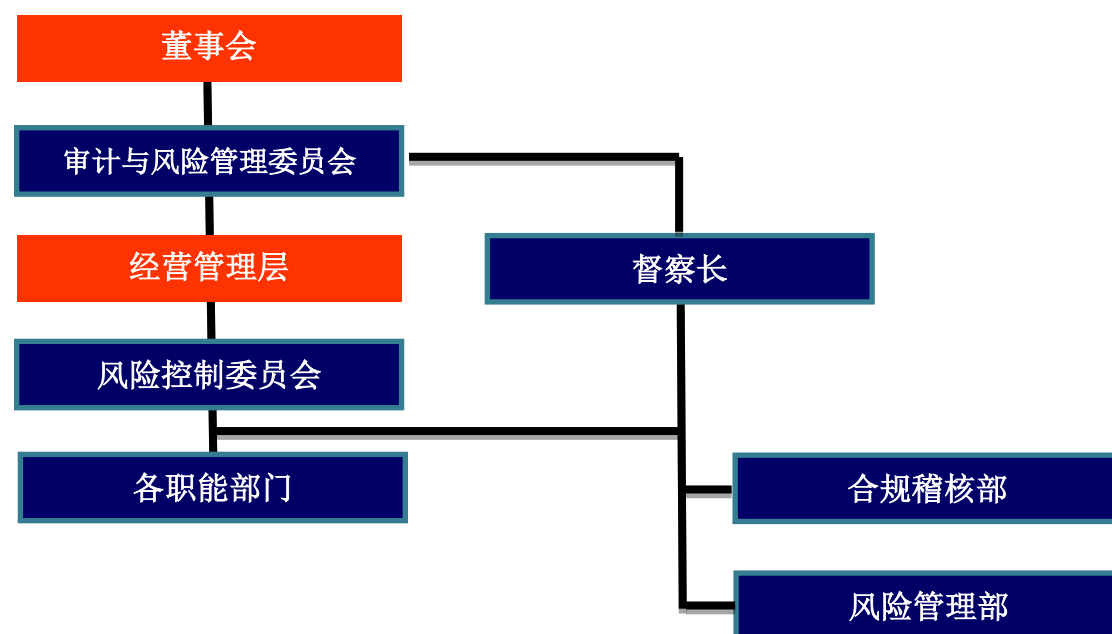 董事会
审计与风险管理委员会
经营管理层
督察长
风险控制委员会
各职能部门
合规稽核部
风险管理部